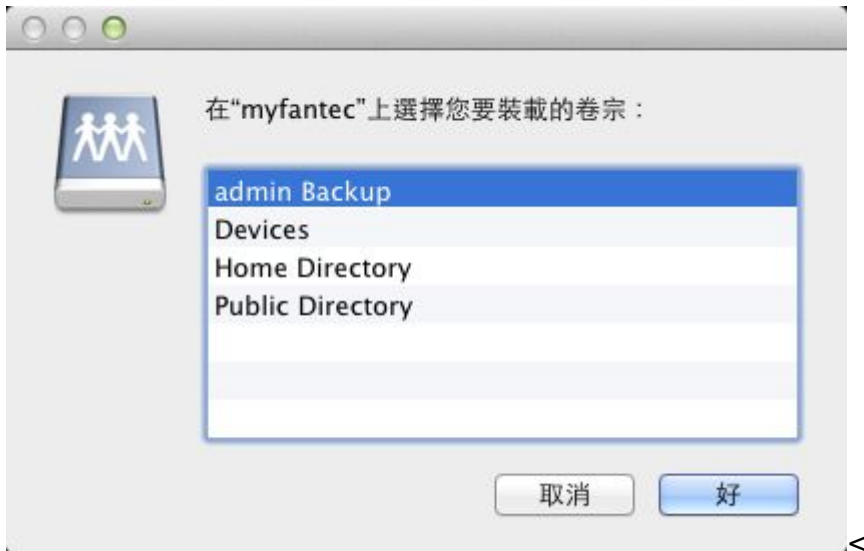 在“myfantec”上選擇您要裝載的卷宗：
admin Backup
Devices
Home Directory
Public Directory
取消
好
<